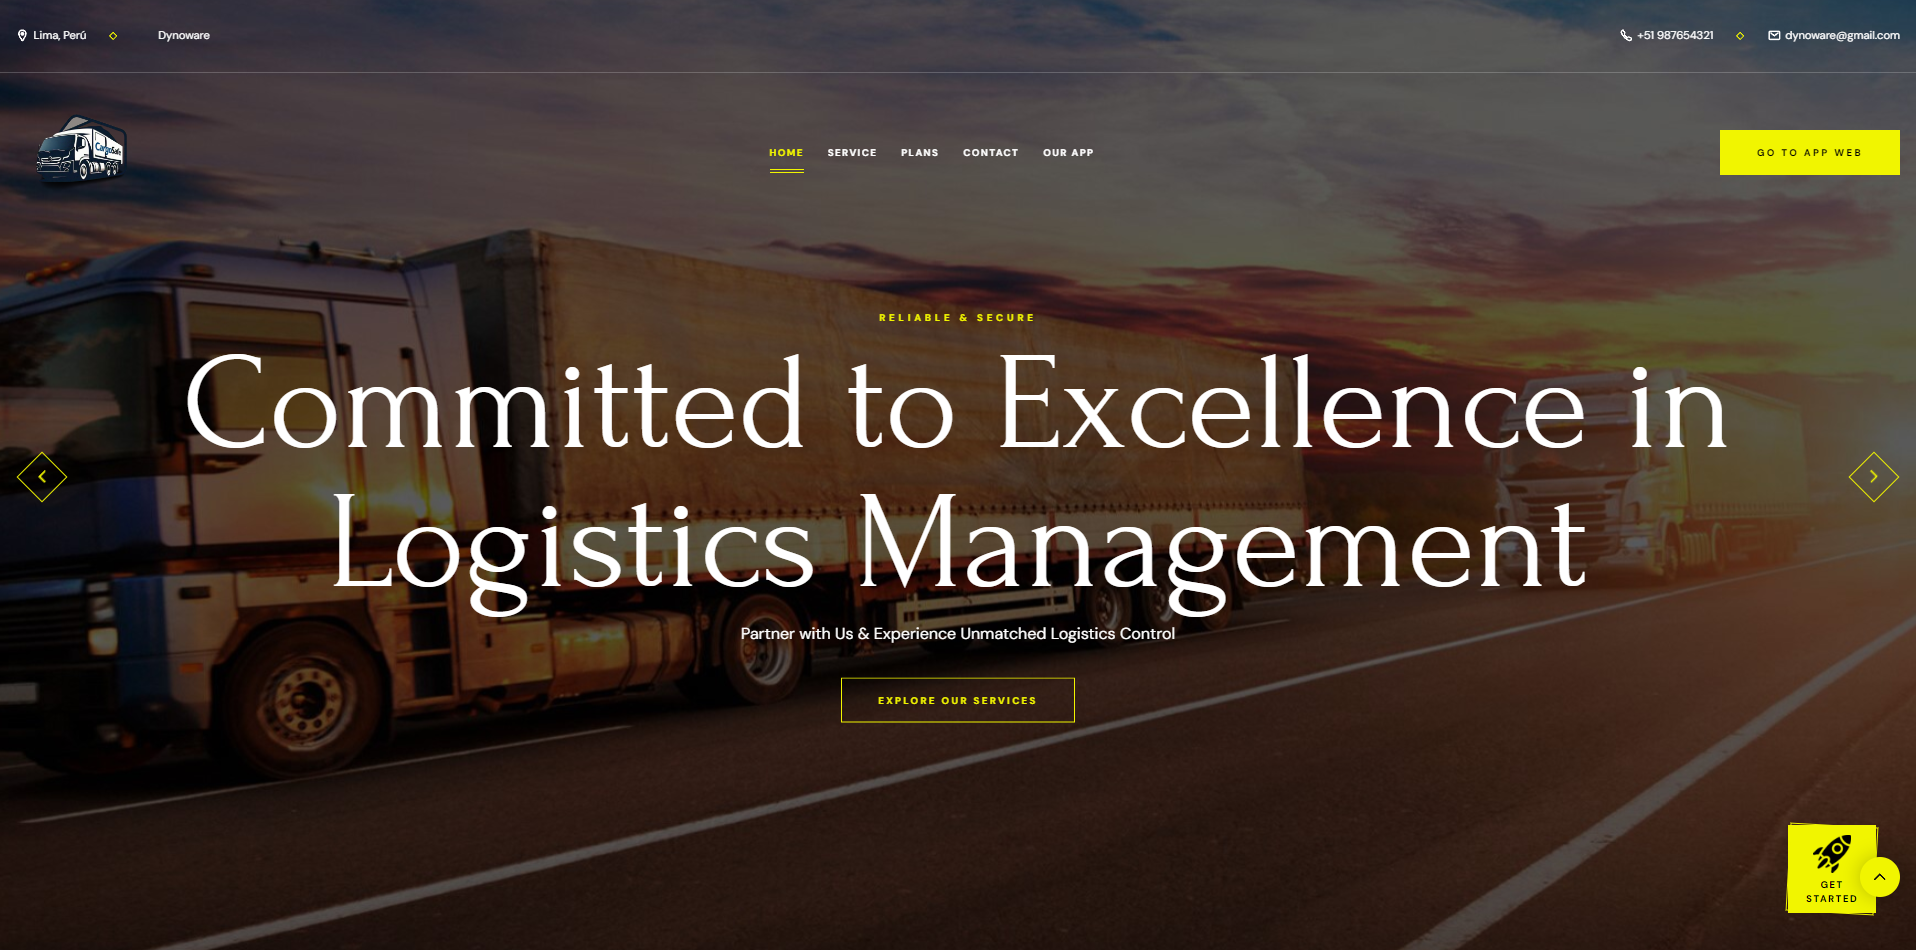 Lima, Perú
Dynoware
+51 987654321
dynoware@gmail.com
CargoSafe
HOME
SERVICE
PLANS
CONTACT
OUR APP
GO TO APP WEB
RELIABLE & SECURE
Committed to Excellence in
Logistics Management
Partner with Us & Experience Unmatched Logistics Control
EXPLORE OUR SERVICES
GET
STARTED